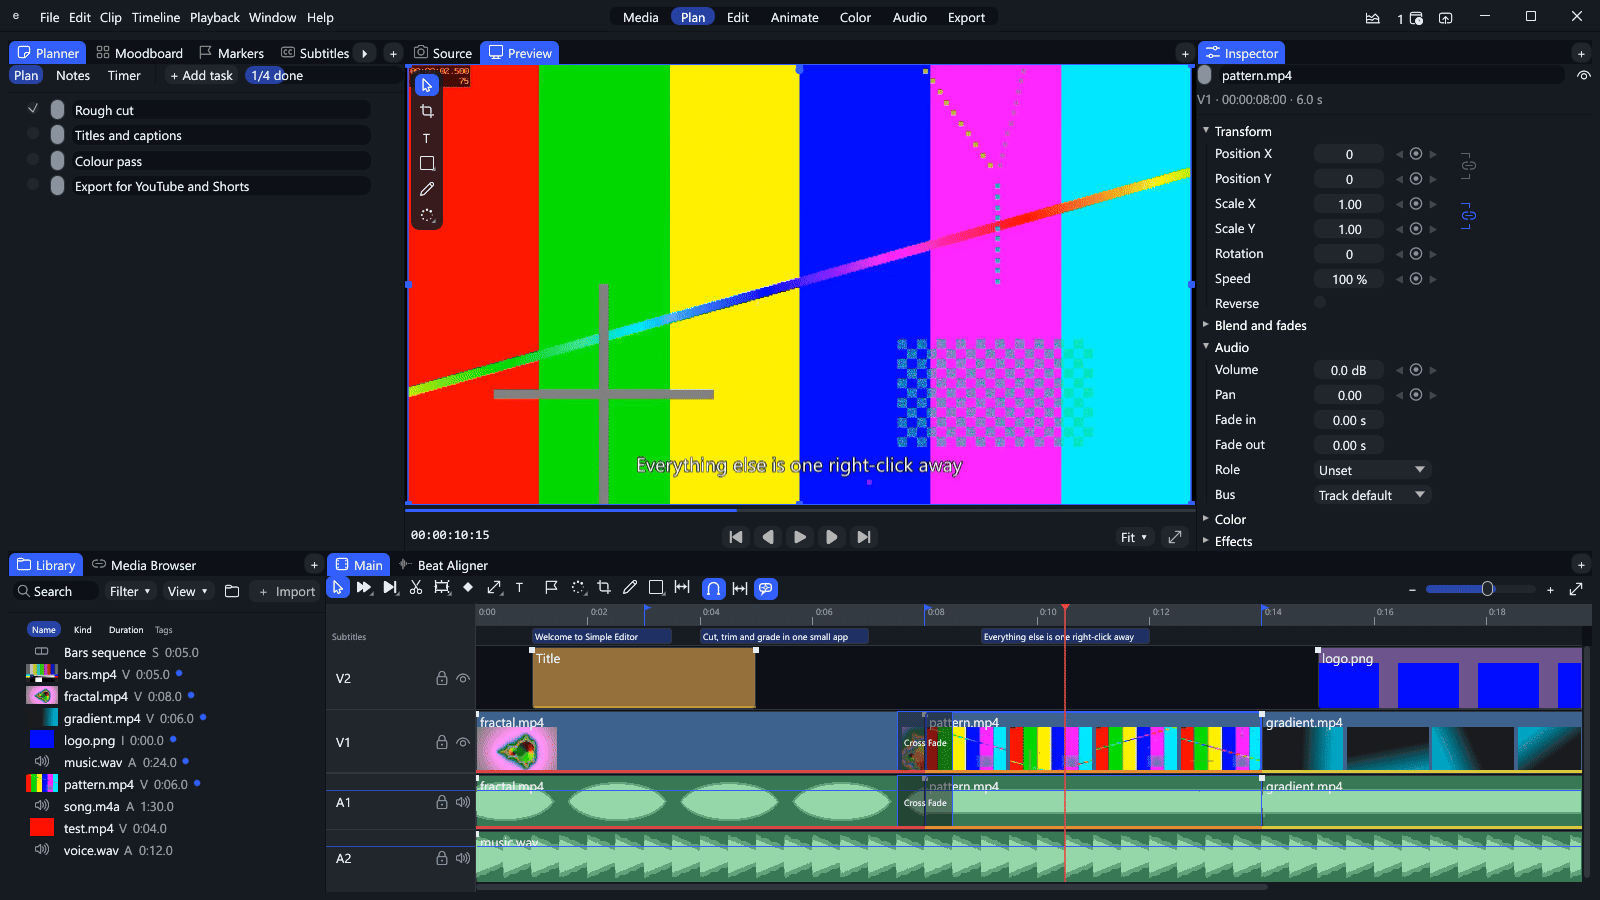 e File Edit Clip Timeline Playback Window Help
Media Plan Edit Animate Color Audio Export
1
Planner Moodboard Markers Subtitles
Source Preview
Inspector
Plan Notes Timer + Add task 1/4 done
Rough cut
Titles and captions
Colour pass
Export for YouTube and Shorts
00:00:02.500
75
T
Everything else is one right-click away
00:00:10:15
Fit
pattern.mp4
V1 · 00:00:08:00 · 6.0 s
Transform
Position X 0
Position Y 0
Scale X 1.00
Scale Y 1.00
Rotation 0
Speed 100 %
Reverse
Blend and fades
Audio
Volume 0.0 dB
Pan 0.00
Fade in 0.00 s
Fade out 0.00 s
Role Unset
Bus Track default
Color
Effects
Library Media Browser
Search Filter View + Import
Name Kind Duration Tags
Bars sequence S 0:05.0
bars.mp4 V 0:05.0
fractal.mp4 V 0:08.0
gradient.mp4 V 0:06.0
logo.png I 0:00.0
music.wav A 0:24.0
pattern.mp4 V 0:06.0
song.m4a A 1:30.0
test.mp4 V 0:04.0
voice.wav A 0:12.0
Main Beat Aligner
T
0:00 0:02 0:04 0:06 0:08 0:10 0:12 0:14 0:16 0:18
Subtitles
Welcome to Simple Editor
Cut, trim and grade in one small app
Everything else is one right-click away
V2
Title
logo.png
V1
fractal.mp4
Cross Fade
pattern.mp4
gradient.mp4
A1
fractal.mp4
Cross Fade
pattern.mp4
gradient.mp4
A2
music.wav